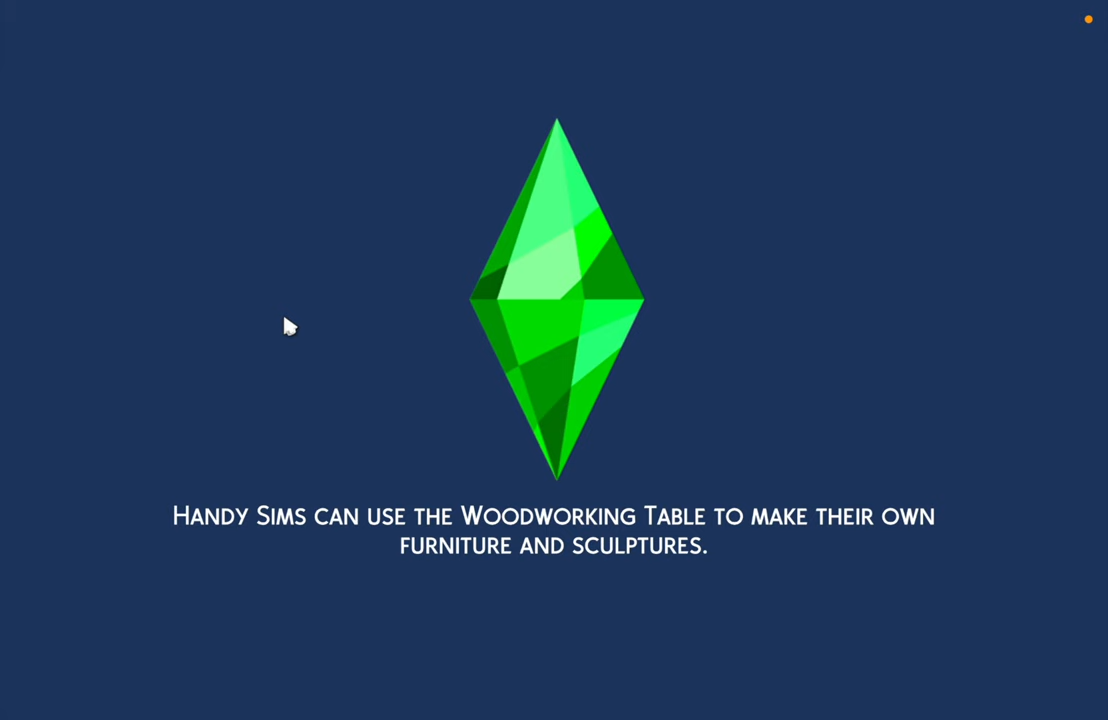 Handy Sims can use the Woodworking Table to make their own
furniture and sculptures.